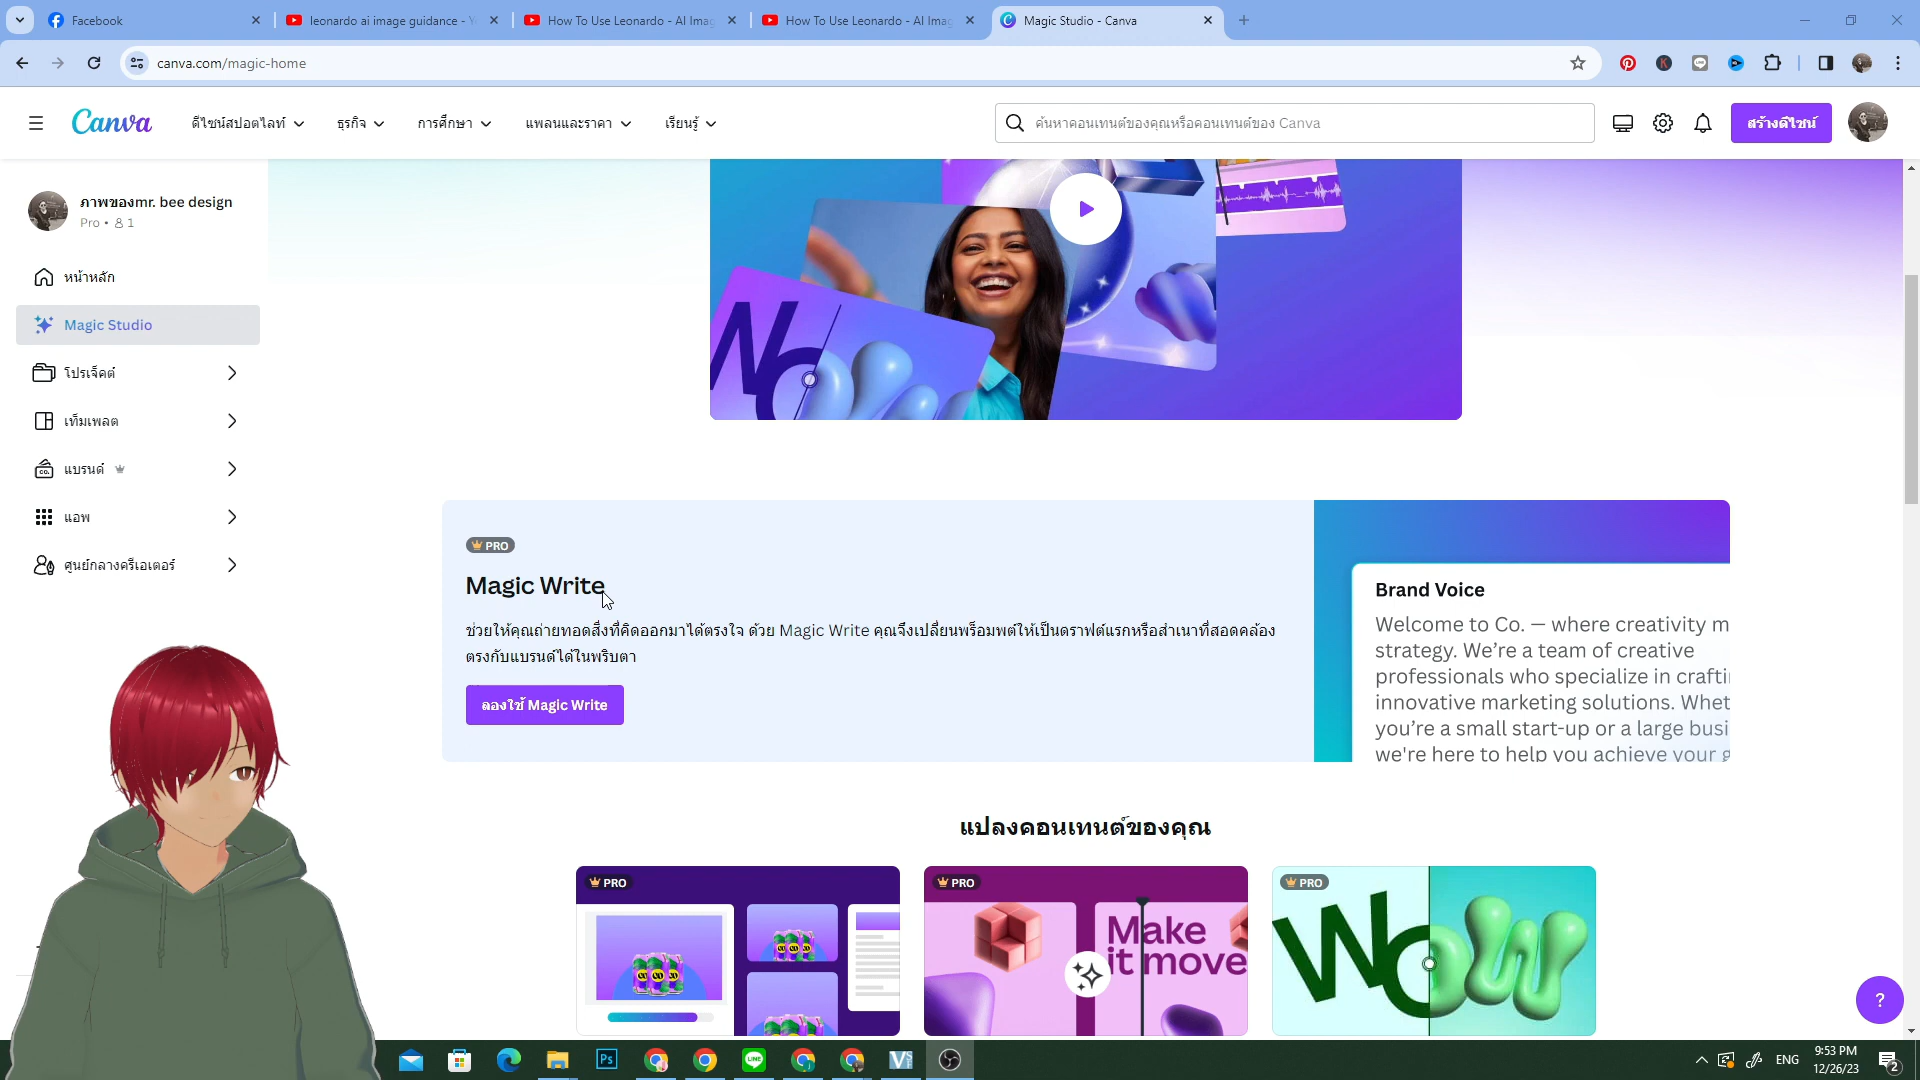 Facebook
leonardo ai image guidance -
How To Use Leonardo - AI Imag
How To Use Leonardo - AI Imag
Magic Studio - Canva
canva.com/magic-home
Canva
ดีไซน์สปอตไลท์
ธุรกิจ
การศึกษา
แพลนและราคา
เรียนรู้
ค้นหาคอนเทนต์ของคุณหรือคอนเทนต์ของ Canva
สร้างดีไซน์
ภาพของmr. bee design
Pro • 1
หน้าหลัก
Magic Studio
โปรเจ็คต์
เท็มเพลต
แบรนด์
แอพ
ศูนย์กลางครีเอเตอร์
PRO
Magic Write
ช่วยให้คุณถ่ายทอดสิ่งที่คิดออกมาได้ตรงใจ ด้วย Magic Write คุณจึงเปลี่ยนพร็อมพต์ให้เป็นดราฟต์แรกหรือสำเนาที่สอดคล้อง
ตรงกับแบรนด์ได้ในพริบตา
ลองใช้ Magic Write
Brand Voice
Welcome to Co. — where creativity m
strategy. We're a team of creative
professionals who specialize in crafti
innovative marketing solutions. Whet
you're a small start-up or a large busi
we're here to help you achieve your g
แปลงคอนเทนต์ของคุณ
PRO
PRO
Make
it move
PRO
WOW
?
Ps
LINE
ENG
9:53 PM
12/26/23
2